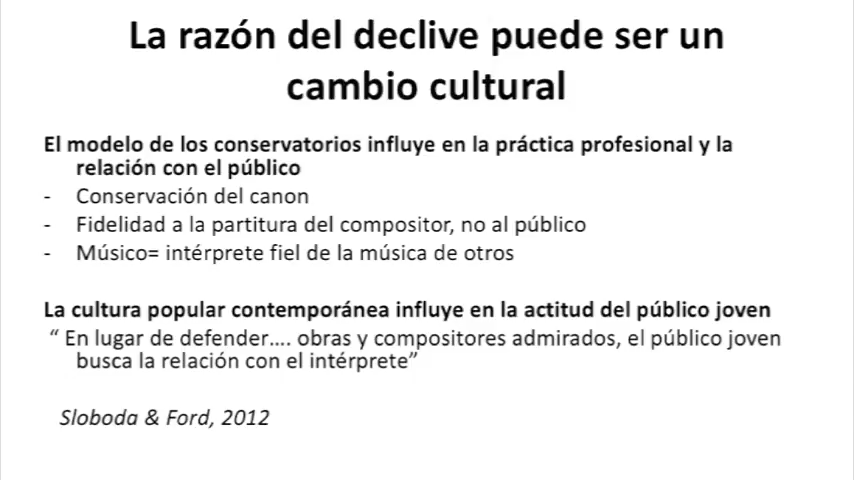 La razón del declive puede ser un
cambio cultural
El modelo de los conservatorios influye en la práctica profesional y la
relación con el público
- Conservación del canon
- Fidelidad a la partitura del compositor, no al público
- Músico= intérprete fiel de la música de otros
La cultura popular contemporánea influye en la actitud del público joven
“ En lugar de defender…. obras y compositores admirados, el público joven
busca la relación con el intérprete”
Sloboda & Ford, 2012